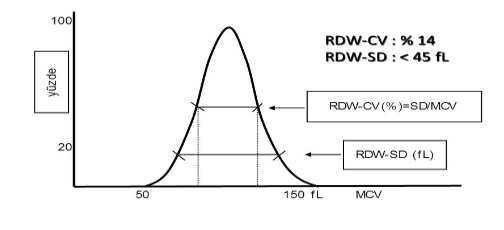 100
RDW-CV : % 14
RDW-SD : < 45 fL
yüzde
RDW-CV(%)=SD/MCV
20
RDW-SD (fL)
50
150 fL
MCV